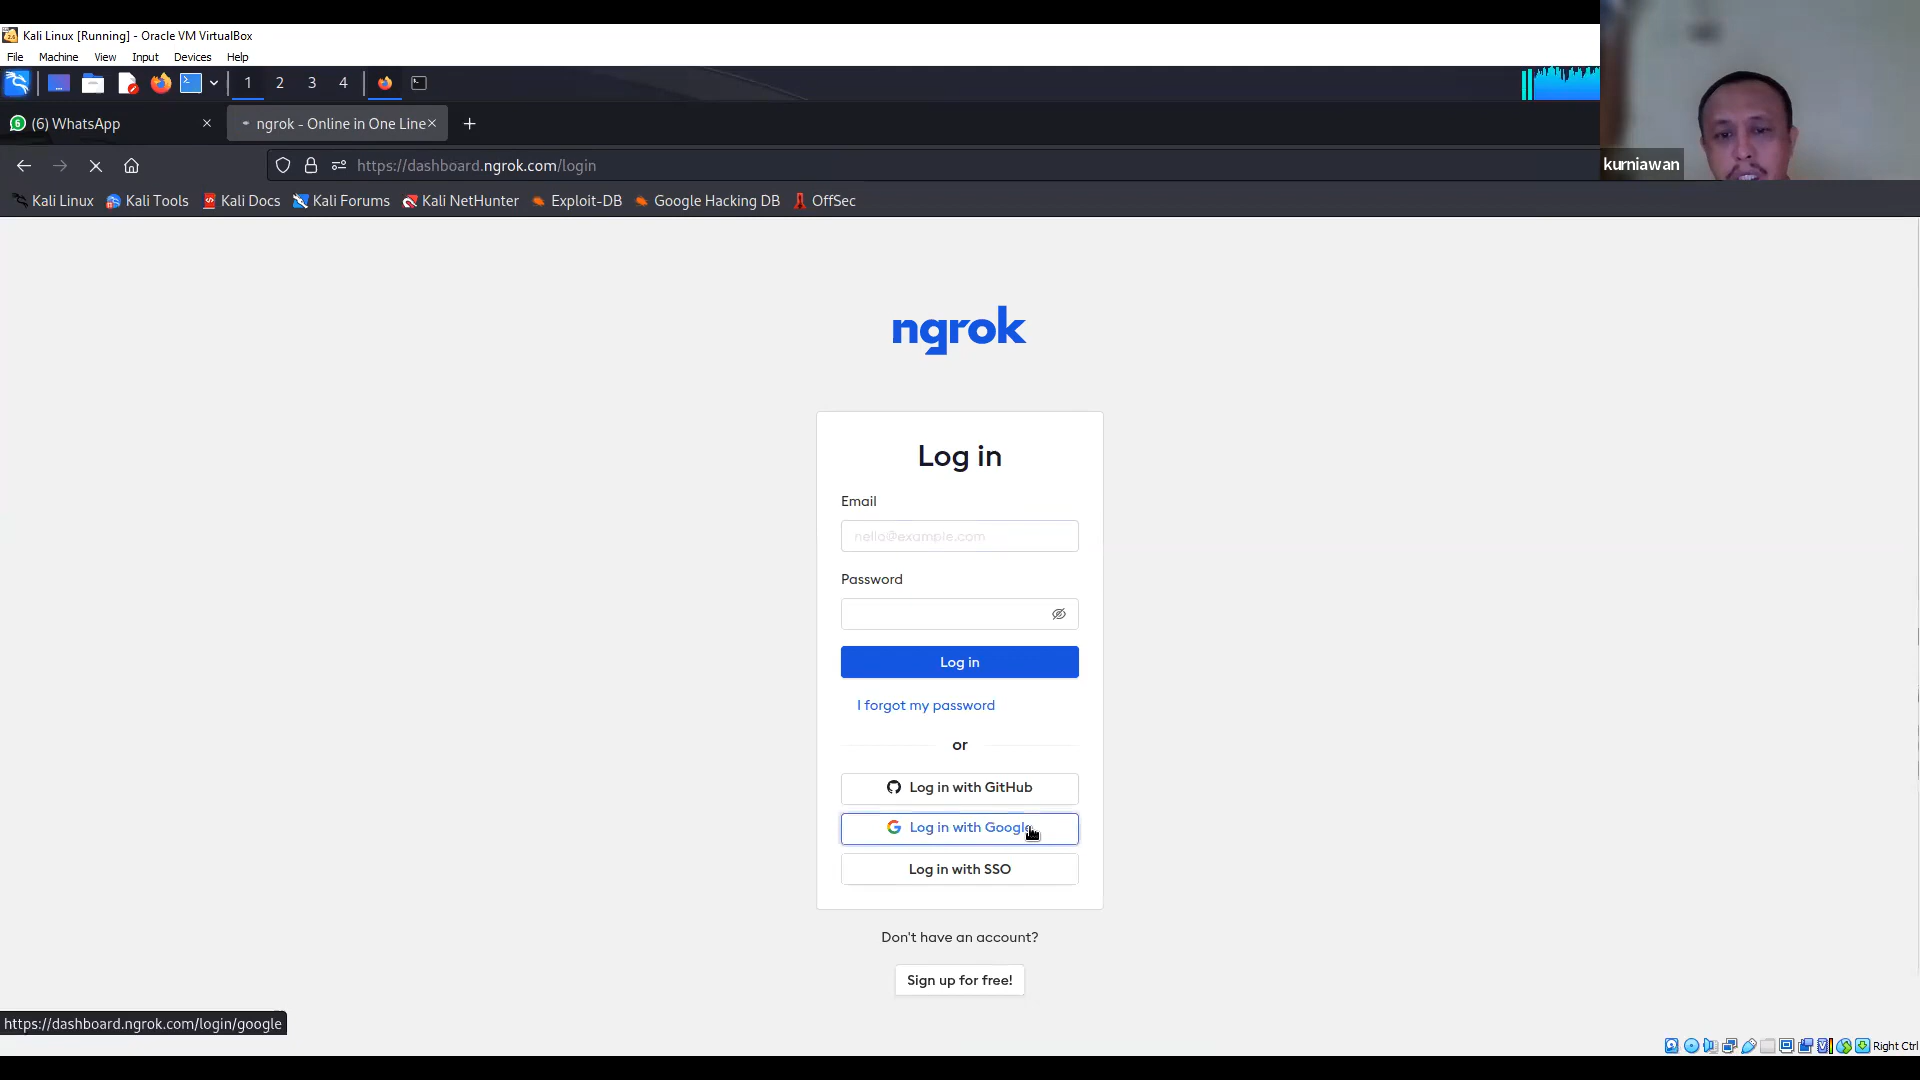 Kali Linux [Running] - Oracle VM VirtualBox
File Machine View Input Devices Help
1 2 3 4
(6) WhatsApp
ngrok - Online in One Line
https://dashboard.ngrok.com/login
kurniawan
Kali Linux Kali Tools Kali Docs Kali Forums Kali NetHunter Exploit-DB Google Hacking DB OffSec
ngrok
Log in
Email
hello@example.com
Password
Log in
I forgot my password
or
Log in with GitHub
Log in with Google
Log in with SSO
Don't have an account?
Sign up for free!
https://dashboard.ngrok.com/login/google
Right Ctrl